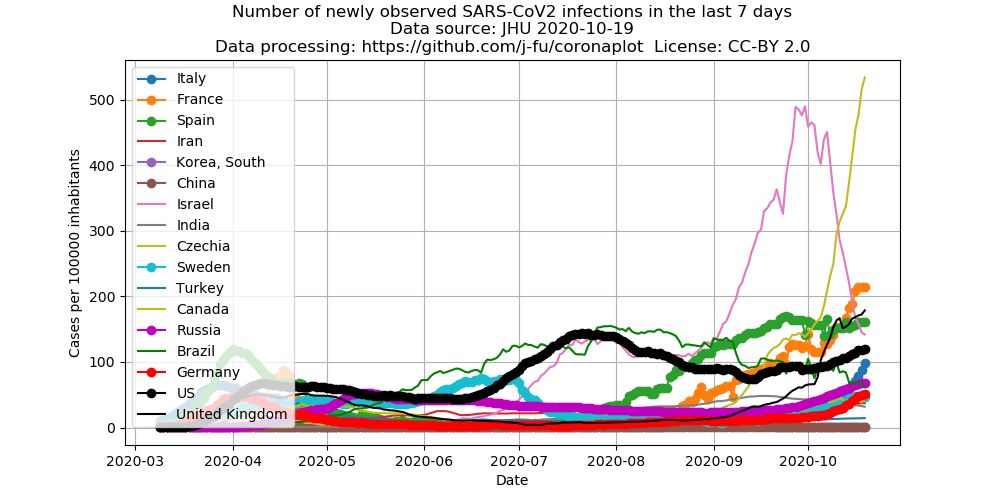 Number of newly observed SARS-CoV2 infections in the last 7 days
Data source: JHU 2020-10-19
Data processing: https://github.com/j-fu/coronaplot  License: CC-BY 2.0
Cases per 100000 inhabitants
500
400
300
200
100
0
Italy
France
Spain
Iran
Korea, South
China
Israel
India
Czechia
Sweden
Turkey
Canada
Russia
Brazil
Germany
US
United Kingdom
2020-03 2020-04 2020-05 2020-06 2020-07 2020-08 2020-09 2020-10
Date